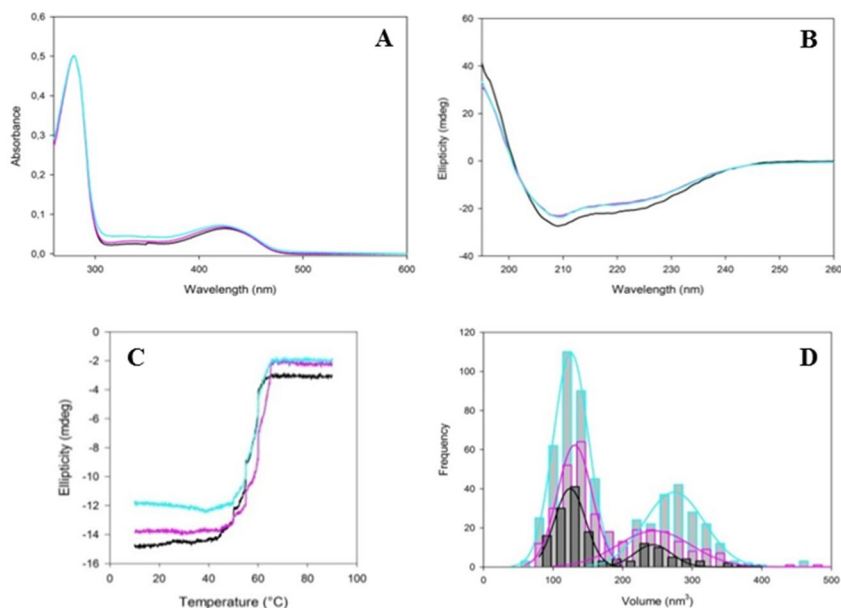 A
0,6
0,5
0,4
0,3
0,2
0,1
0,0
Absorbance
300 400 500 600
Wavelength (nm)
B
60
40
20
0
-20
-40
Ellipticity (mdeg)
200 210 220 230 240 250 260
Wavelength (nm)
C
0
-2
-4
-6
-8
-10
-12
-14
-16
Ellipticity (mdeg)
0 20 40 60 80 100
Temperature (°C)
D
120
100
80
60
40
20
0
Frequency
0 100 200 300 400 500
Volume (nm³)